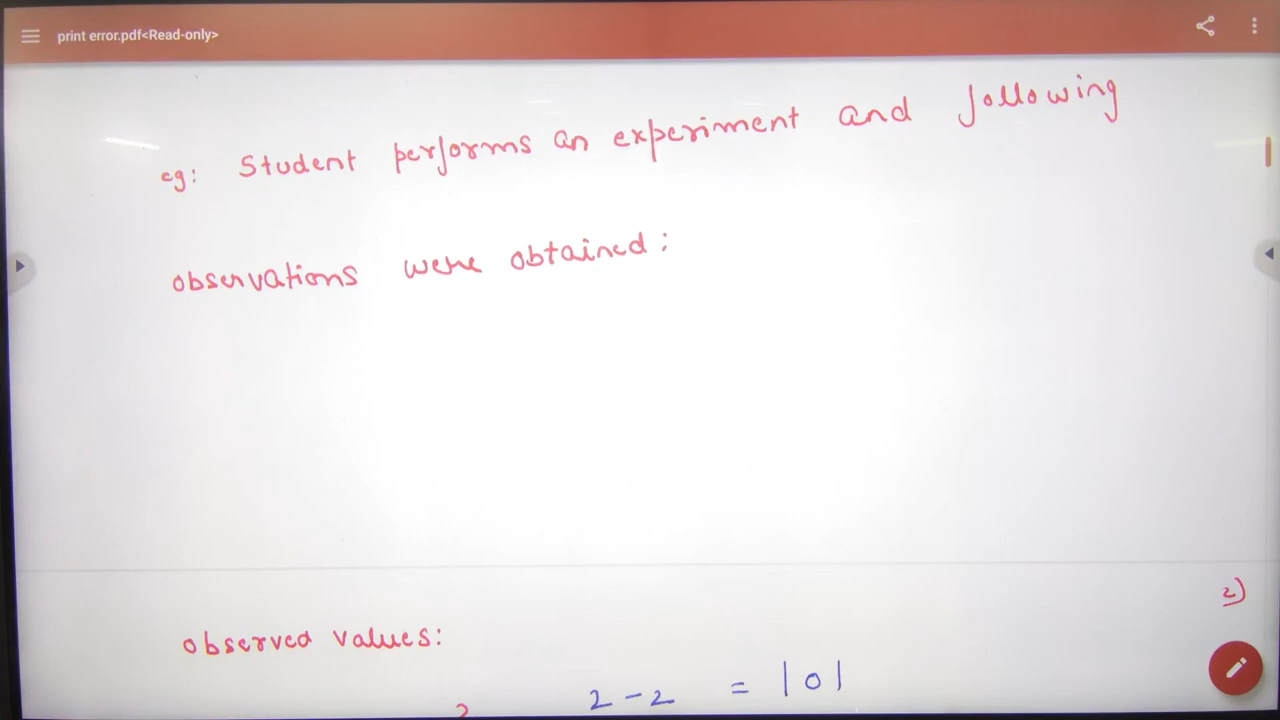 print error.pdf<Read-only>
eg: Student performs an experiment and following
observations were obtained:
2)
observed values:
2 - 2 = |0|